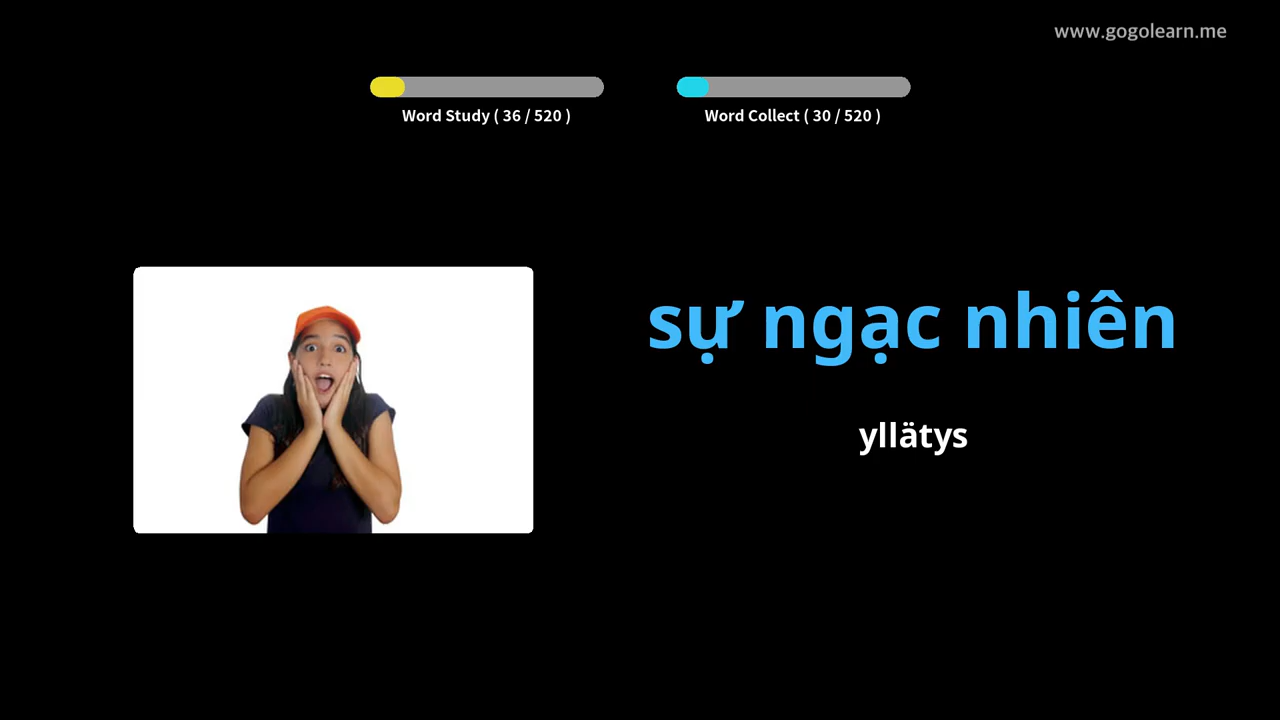 www.gogolearn.me
Word Study ( 36 / 520 )
Word Collect ( 30 / 520 )
sự ngạc nhiên
yllätys